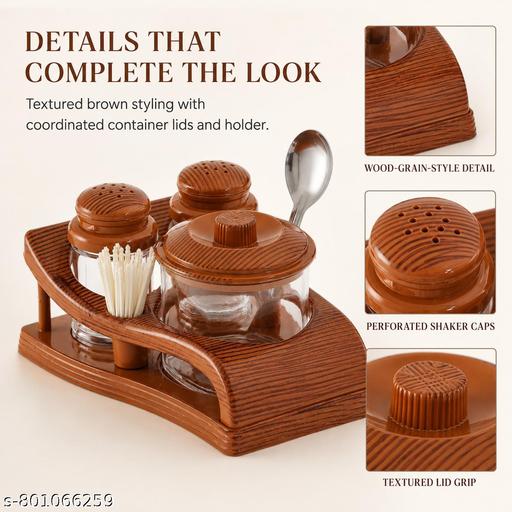 DETAILS THAT
COMPLETE THE LOOK
Textured brown styling with
coordinated container lids and holder.
WOOD-GRAIN-STYLE DETAIL
PERFORATED SHAKER CAPS
TEXTURED LID GRIP
s-801066259